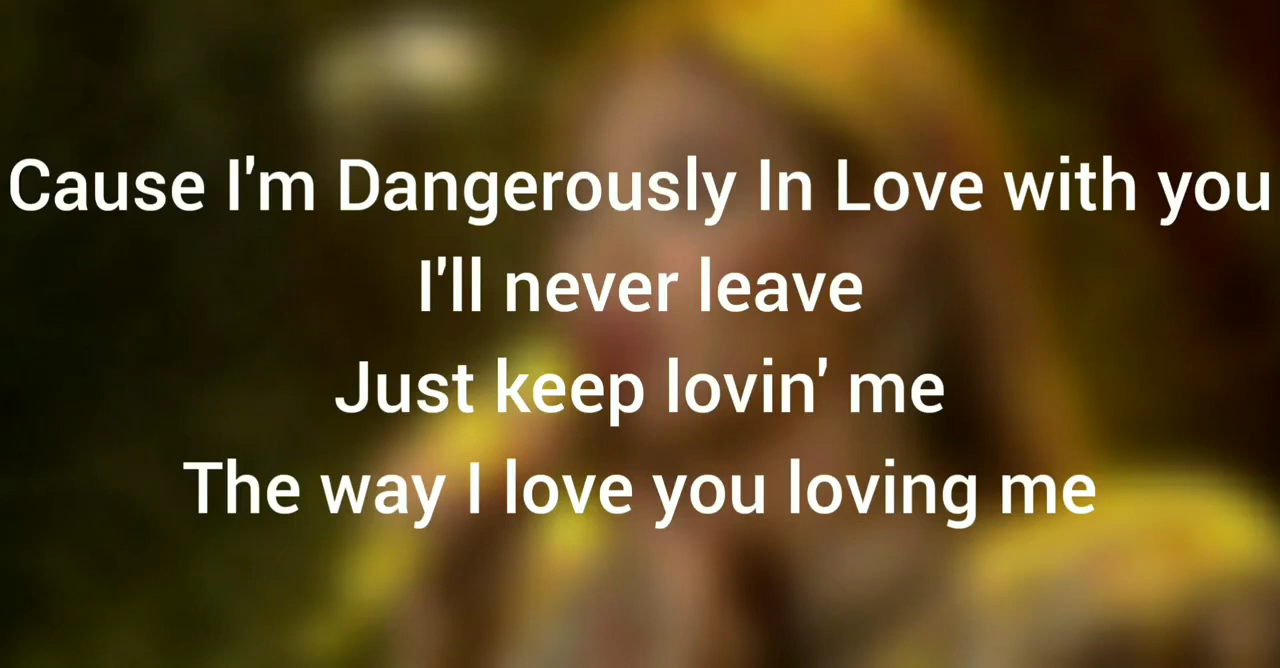 Cause I'm Dangerously In Love with you
I'll never leave
Just keep lovin' me
The way I love you loving me